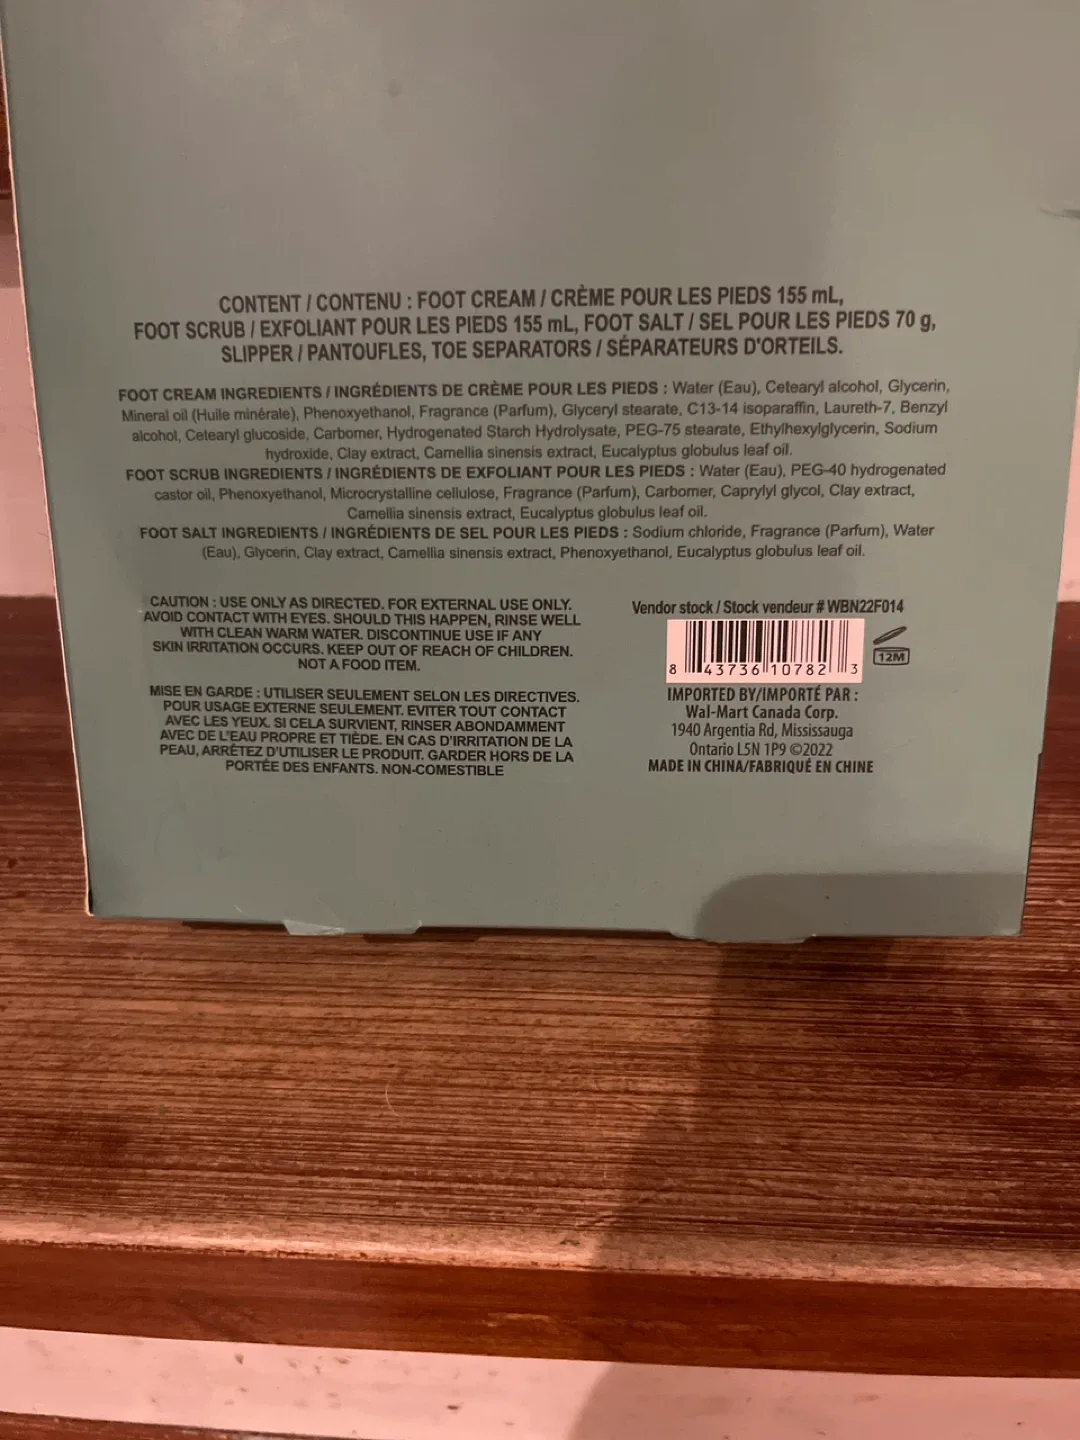 CONTENT / CONTENU : FOOT CREAM / CRÈME POUR LES PIEDS 155 mL,
FOOT SCRUB / EXFOLIANT POUR LES PIEDS 155 mL, FOOT SALT / SEL POUR LES PIEDS 70 g,
SLIPPER / PANTOUFLES, TOE SEPARATORS / SÉPARATEURS D'ORTEILS.
FOOT CREAM INGREDIENTS / INGRÉDIENTS DE CRÈME POUR LES PIEDS : Water (Eau), Cetearyl alcohol, Glycerin,
Mineral oil (Huile minérale), Phenoxyethanol, Fragrance (Parfum), Glyceryl stearate, C13-14 isoparaffin, Laureth-7, Benzyl
alcohol, Cetearyl glucoside, Carbomer, Hydrogenated Starch Hydrolysate, PEG-75 stearate, Ethylhexylglycerin, Sodium
hydroxide, Clay extract, Camellia sinensis extract, Eucalyptus globulus leaf oil.
FOOT SCRUB INGREDIENTS / INGRÉDIENTS DE EXFOLIANT POUR LES PIEDS : Water (Eau), PEG-40 hydrogenated
castor oil, Phenoxyethanol, Microcrystalline cellulose, Fragrance (Parfum), Carbomer, Caprylyl glycol, Clay extract,
Camellia sinensis extract, Eucalyptus globulus leaf oil.
FOOT SALT INGREDIENTS / INGRÉDIENTS DE SEL POUR LES PIEDS : Sodium chloride, Fragrance (Parfum), Water
(Eau), Glycerin, Clay extract, Camellia sinensis extract, Phenoxyethanol, Eucalyptus globulus leaf oil.
CAUTION : USE ONLY AS DIRECTED. FOR EXTERNAL USE ONLY.
AVOID CONTACT WITH EYES. SHOULD THIS HAPPEN, RINSE WELL
WITH CLEAN WARM WATER. DISCONTINUE USE IF ANY
SKIN IRRITATION OCCURS. KEEP OUT OF REACH OF CHILDREN.
NOT A FOOD ITEM.
MISE EN GARDE : UTILISER SEULEMENT SELON LES DIRECTIVES.
POUR USAGE EXTERNE SEULEMENT. EVITER TOUT CONTACT
AVEC LES YEUX. SI CELA SURVIENT, RINSER ABONDAMMENT
AVEC DE L'EAU PROPRE ET TIÈDE. EN CAS D'IRRITATION DE LA
PEAU, ARRÊTEZ D'UTILISER LE PRODUIT. GARDER HORS DE LA
PORTÉE DES ENFANTS. NON-COMESTIBLE
Vendor stock / Stock vendeur # WBN22F014
8 43736 10782 3
12M
IMPORTED BY/IMPORTÉ PAR :
Wal-Mart Canada Corp.
1940 Argentia Rd, Mississauga
Ontario L5N 1P9 ©2022
MADE IN CHINA/FABRIQUÉ EN CHINE